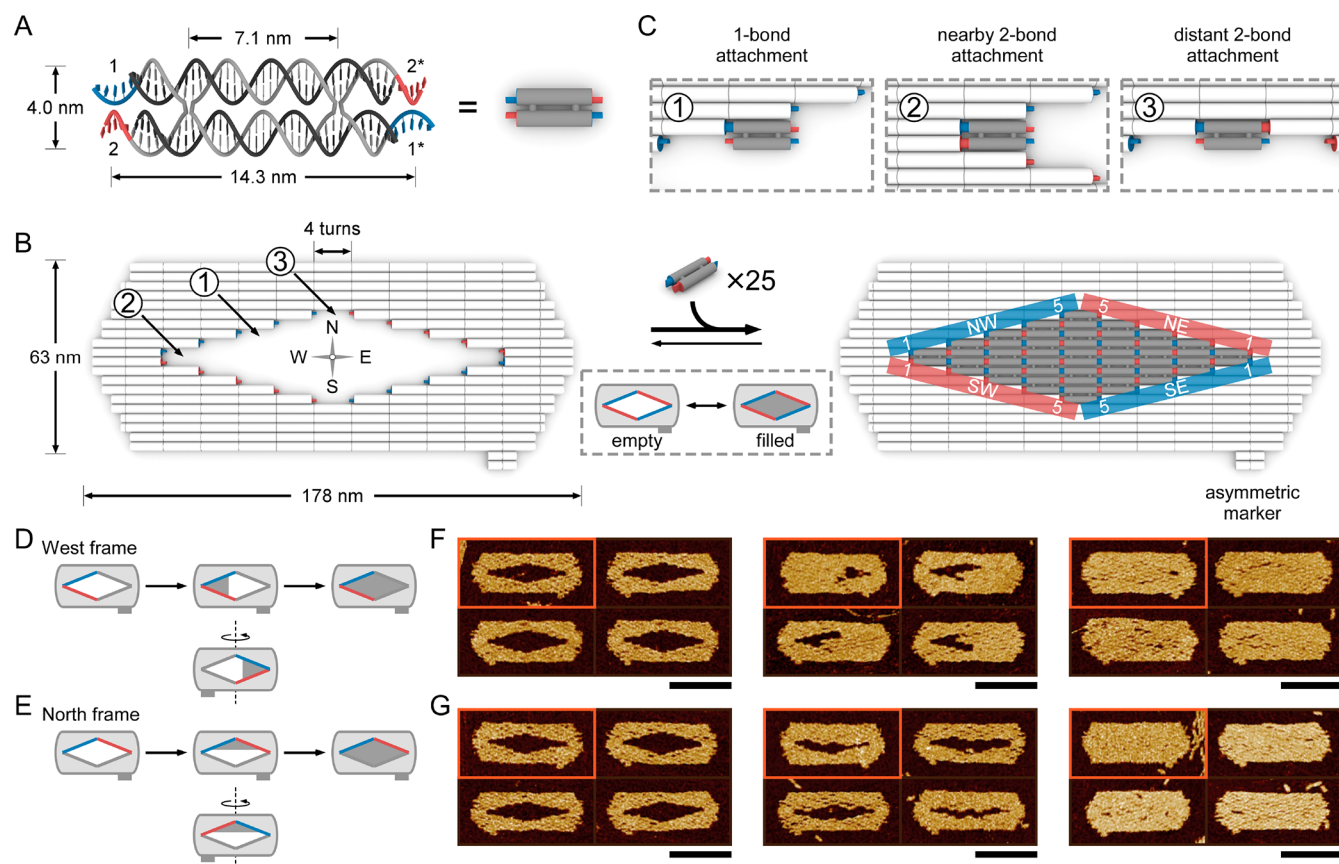 A
7.1 nm
1
2*
4.0 nm
2
1*
14.3 nm
=
C
1-bond
attachment
nearby 2-bond
attachment
distant 2-bond
attachment
1
2
3
B
4 turns
3
1
2
N
W E
S
63 nm
178 nm
×25
empty
filled
NW
5
5
NE
1
1
1
1
SW
5
5
SE
asymmetric
marker
D
West frame
E
North frame
F
G